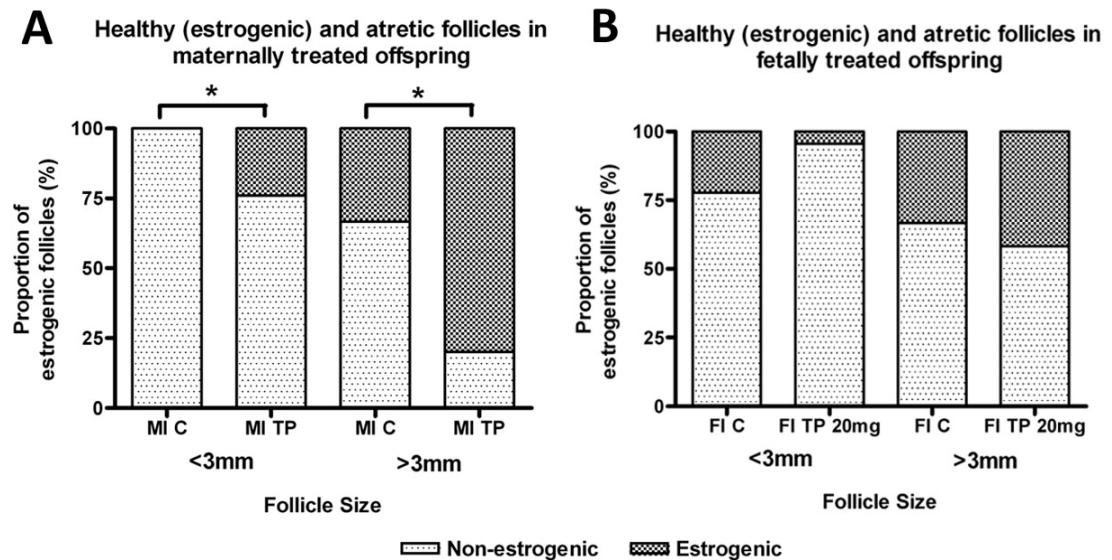 A
Healthy (estrogenic) and atretic follicles in
maternally treated offspring
*
*
Proportion of
estrogenic follicles (%)
100
75
50
25
0
MI C
MI TP
MI C
MI TP
<3mm
>3mm
Follicle Size
B
Healthy (estrogenic) and atretic follicles in
fetally treated offspring
Proportion of
estrogenic follicles (%)
100
75
50
25
0
FI C
FI TP 20mg
FI C
FI TP 20mg
<3mm
>3mm
Follicle Size
Non-estrogenic
Estrogenic